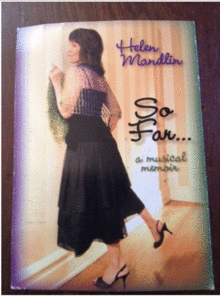 Helen
Mandlin
So
Far...
a musical
memoir